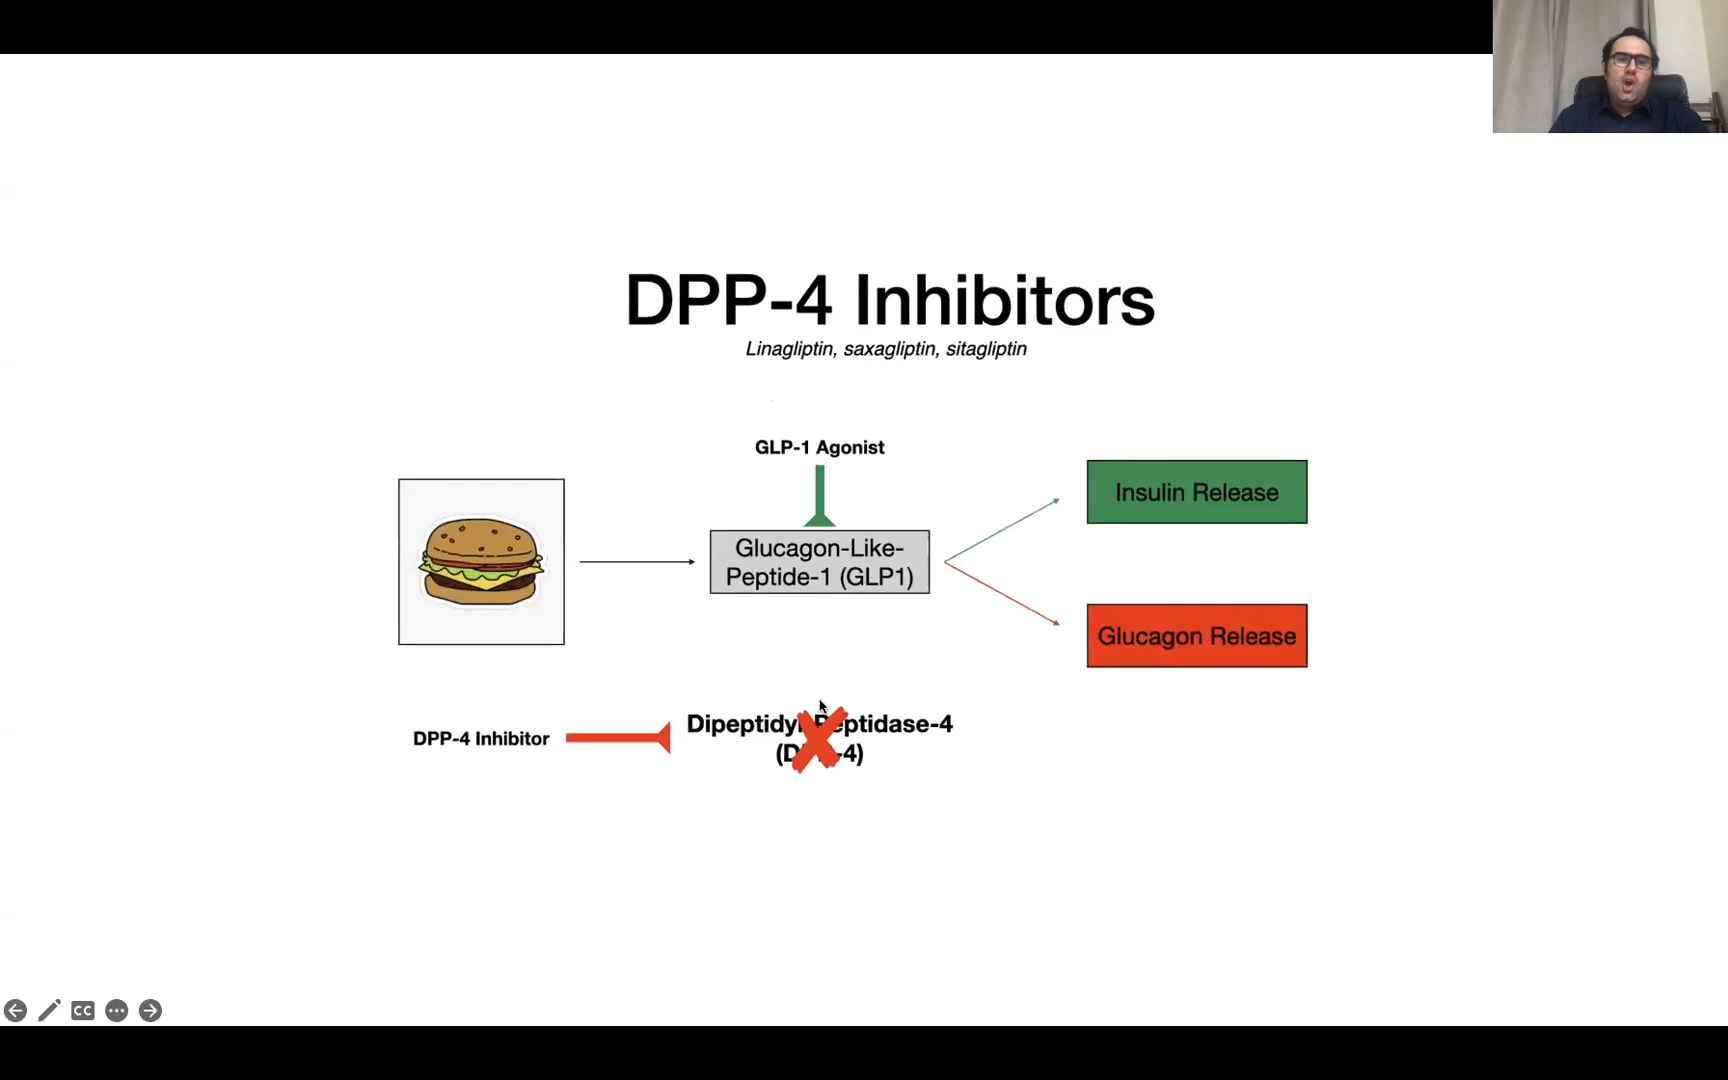 DPP-4 Inhibitors
Linagliptin, saxagliptin, sitagliptin
GLP-1 Agonist
Insulin Release
Glucagon-Like-
Peptide-1 (GLP1)
Glucagon Release
DPP-4 Inhibitor
Dipeptidyl Peptidase-4
(DPP-4)
CC